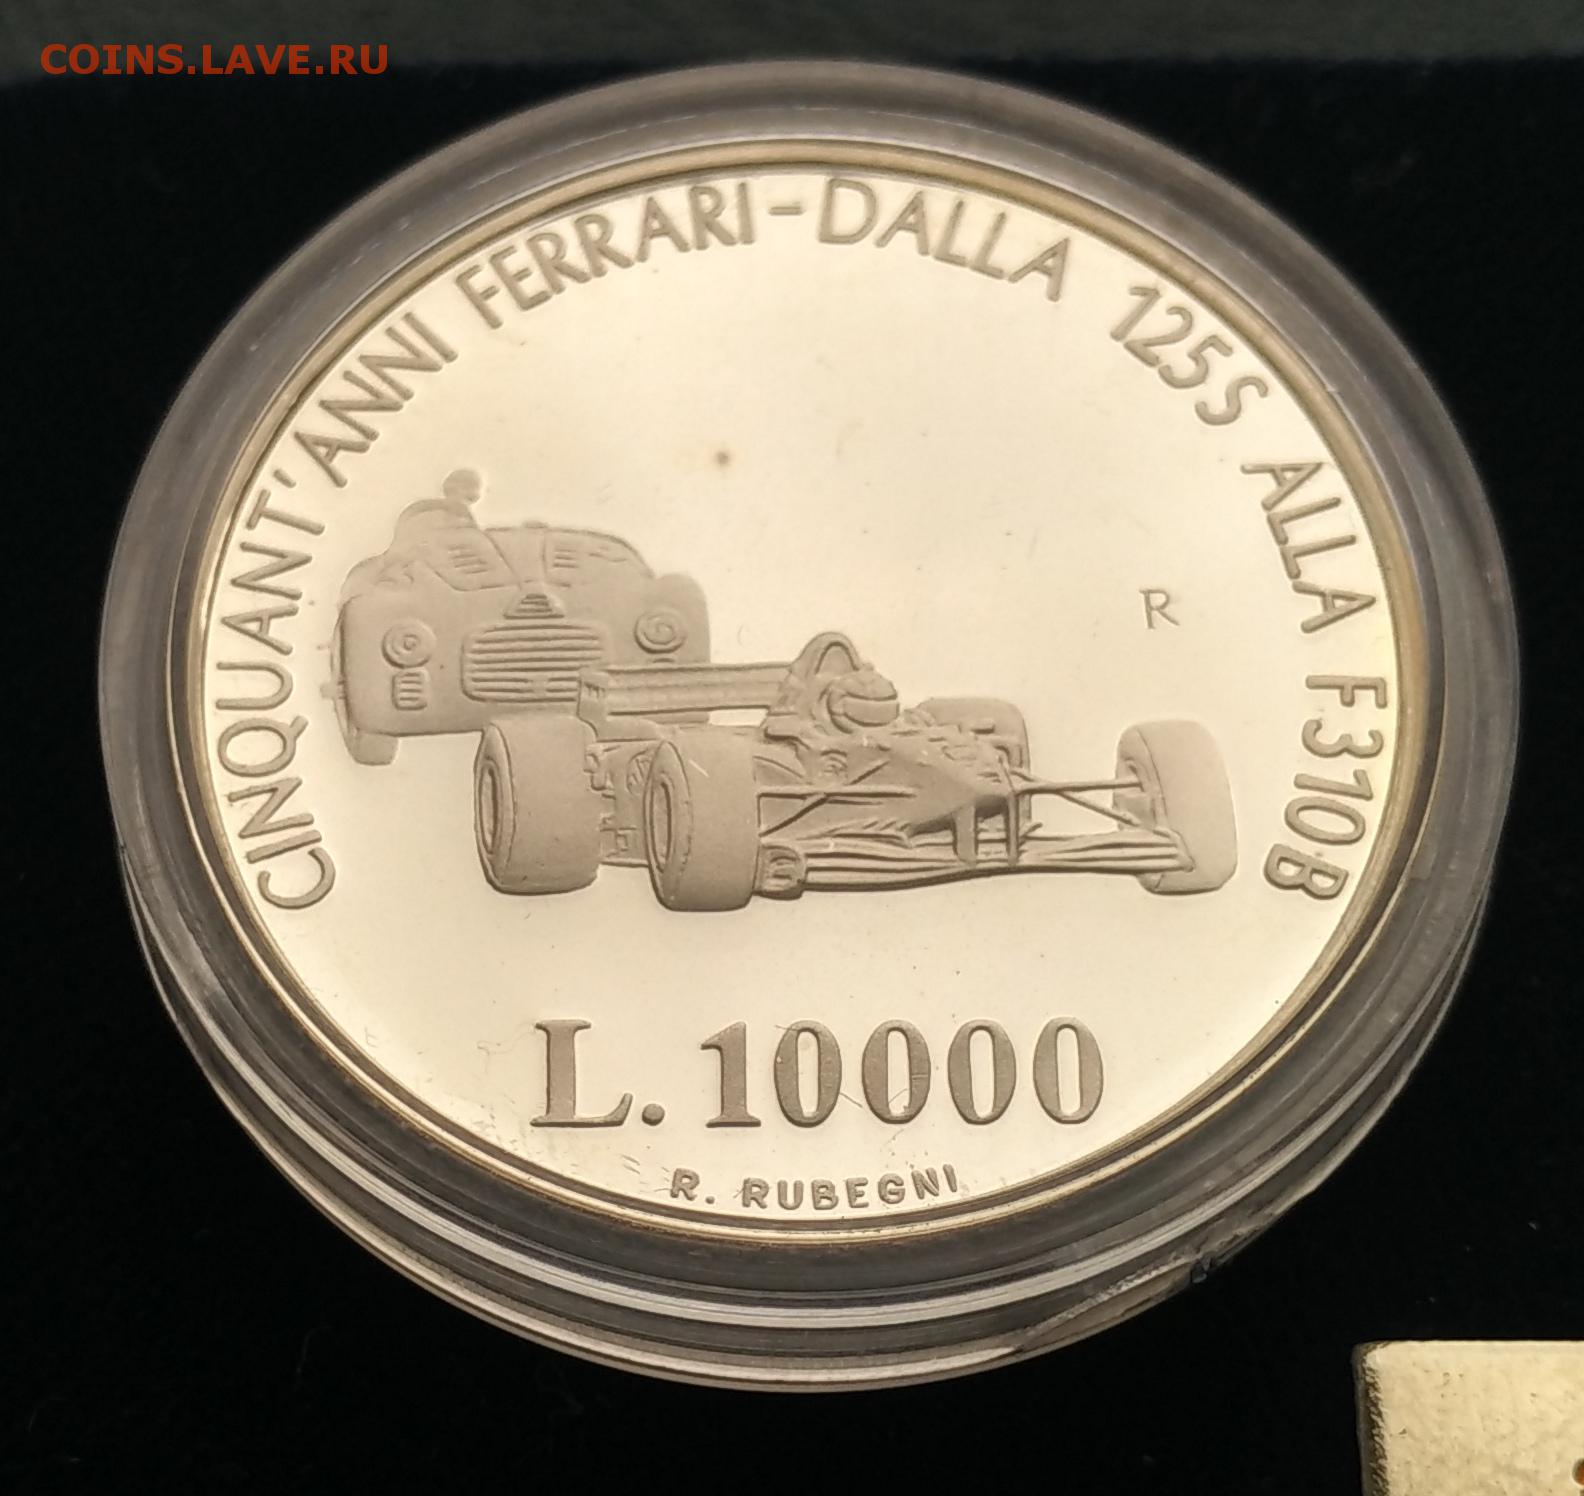 COINS.LAVE.RU
CINQUANT'ANNI FERRARI-DALLA 125S ALLA F310B
R
L.10000
R. RUBEGNI